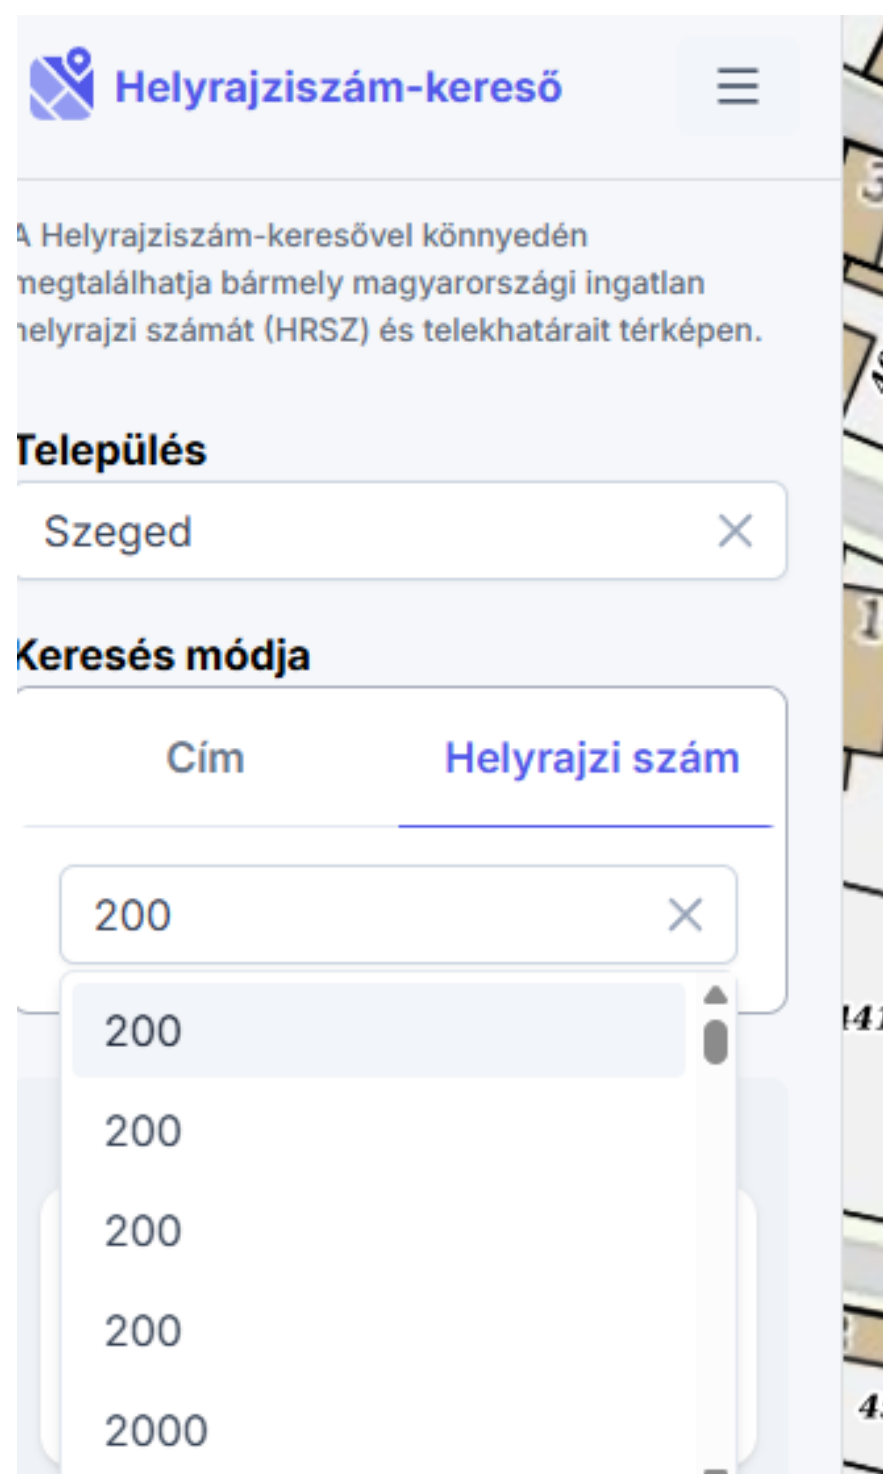 Helyrajziszám-kereső
A Helyrajziszám-keresővel könnyedén
megtalálhatja bármely magyarországi ingatlan
helyrajzi számát (HRSZ) és telekhatárait térképen.
Település
Szeged
Keresés módja
Cím
Helyrajzi szám
200
200
200
200
200
2000